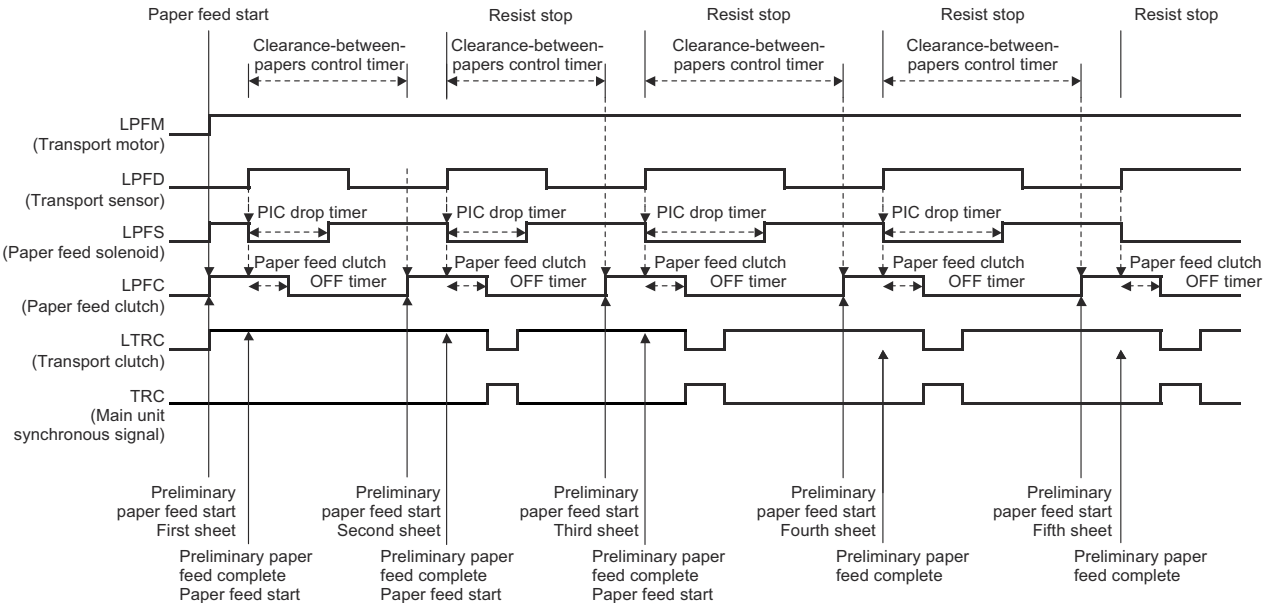 Paper feed start
Resist stop
Resist stop
Resist stop
Resist stop
Clearance-between-
papers control timer
Clearance-between-
papers control timer
Clearance-between-
papers control timer
Clearance-between-
papers control timer
LPFM
(Transport motor)
LPFD
(Transport sensor)
PIC drop timer
PIC drop timer
PIC drop timer
PIC drop timer
LPFS
(Paper feed solenoid)
Paper feed clutch
OFF timer
Paper feed clutch
OFF timer
Paper feed clutch
OFF timer
Paper feed clutch
OFF timer
Paper feed clutch
OFF timer
LPFC
(Paper feed clutch)
LTRC
(Transport clutch)
TRC
(Main unit
synchronous signal)
Preliminary
paper feed start
First sheet
Preliminary
paper feed start
Second sheet
Preliminary
paper feed start
Third sheet
Preliminary
paper feed start
Fourth sheet
Preliminary
paper feed start
Fifth sheet
Preliminary paper
feed complete
Paper feed start
Preliminary paper
feed complete
Paper feed start
Preliminary paper
feed complete
Paper feed start
Preliminary paper
feed complete
Preliminary paper
feed complete